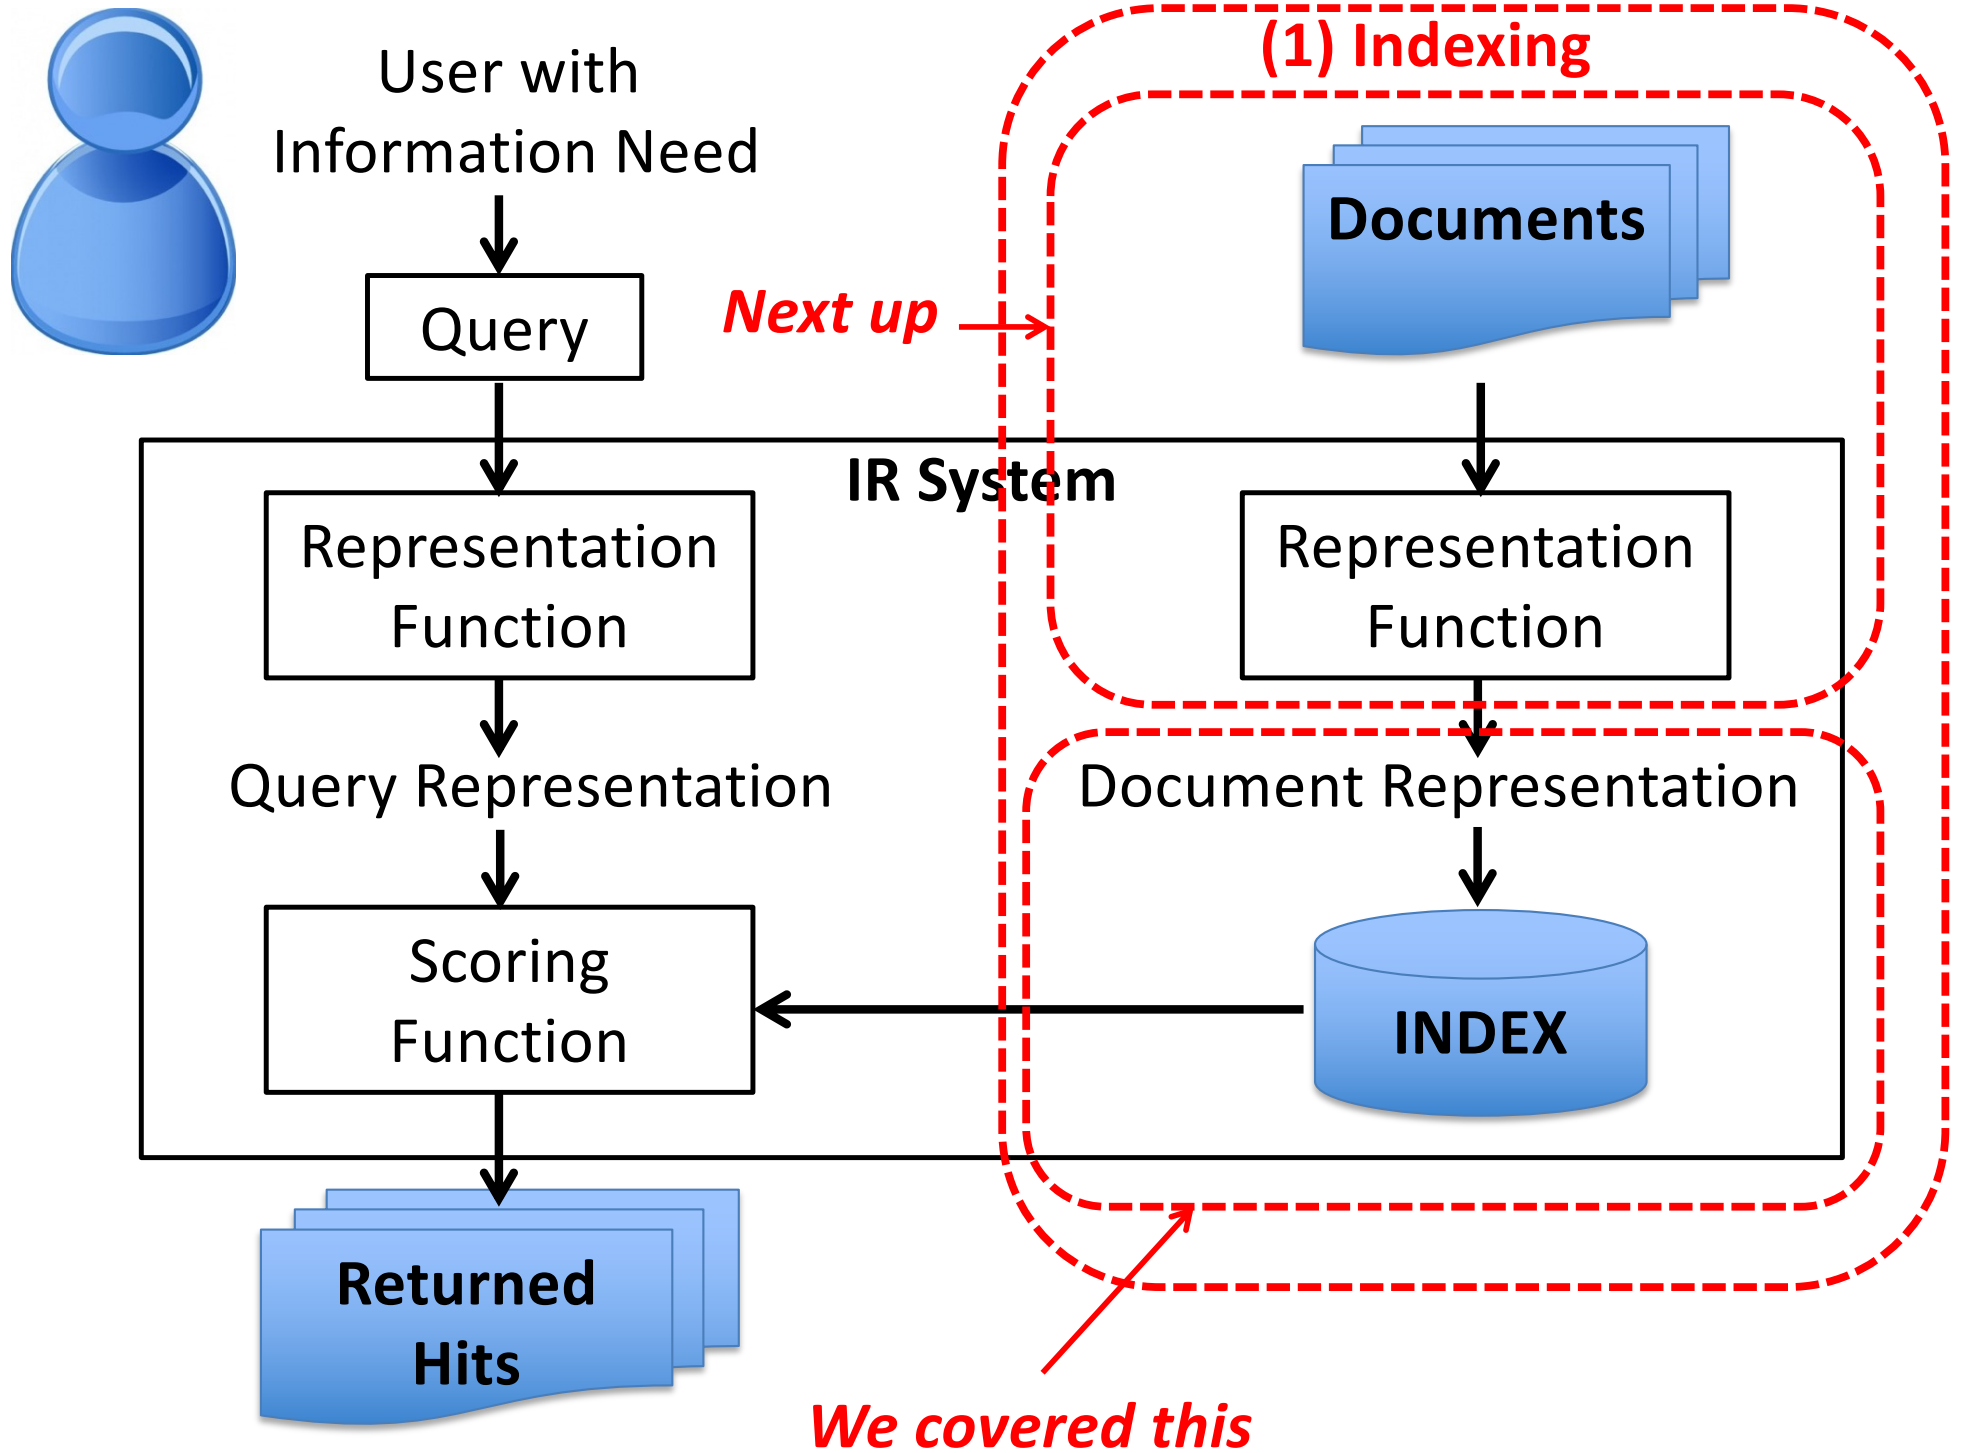 (1) Indexing
User with
Information Need
Documents
Next up
Query
IR System
Representation
Function
Representation
Function
Query Representation
Document Representation
Scoring
Function
INDEX
Returned
Hits
We covered this